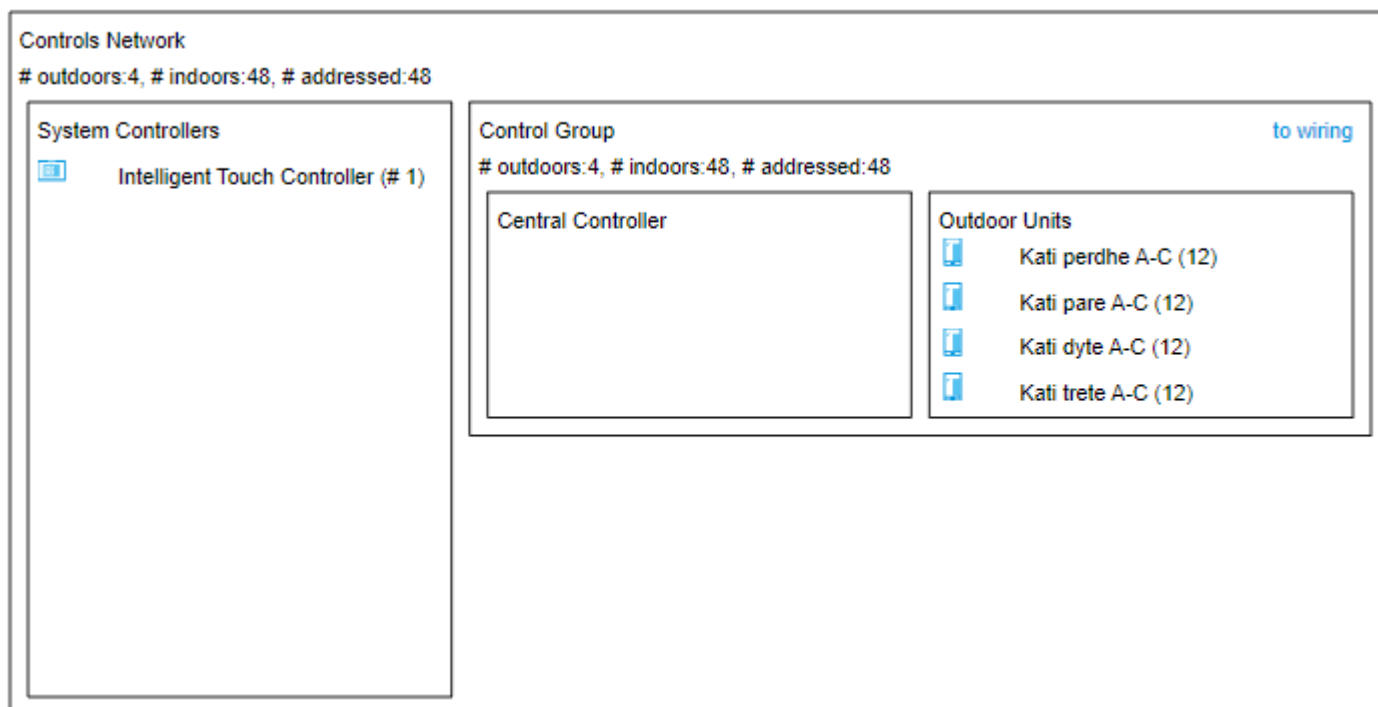 Controls Network
# outdoors:4, # indoors:48, # addressed:48
System Controllers
Intelligent Touch Controller (# 1)
Control Group
to wiring
# outdoors:4, # indoors:48, # addressed:48
Central Controller
Outdoor Units
Kati perdhe A-C (12)
Kati pare A-C (12)
Kati dyte A-C (12)
Kati trete A-C (12)